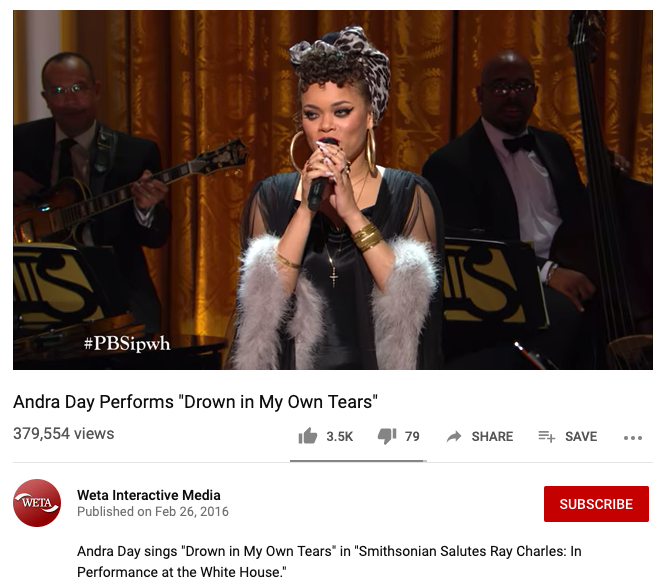 #PBSipwh
Andra Day Performs "Drown in My Own Tears"
379,554 views
3.5K
79
SHARE
SAVE
WETA
Weta Interactive Media
Published on Feb 26, 2016
SUBSCRIBE
Andra Day sings "Drown in My Own Tears" in "Smithsonian Salutes Ray Charles: In
Performance at the White House."